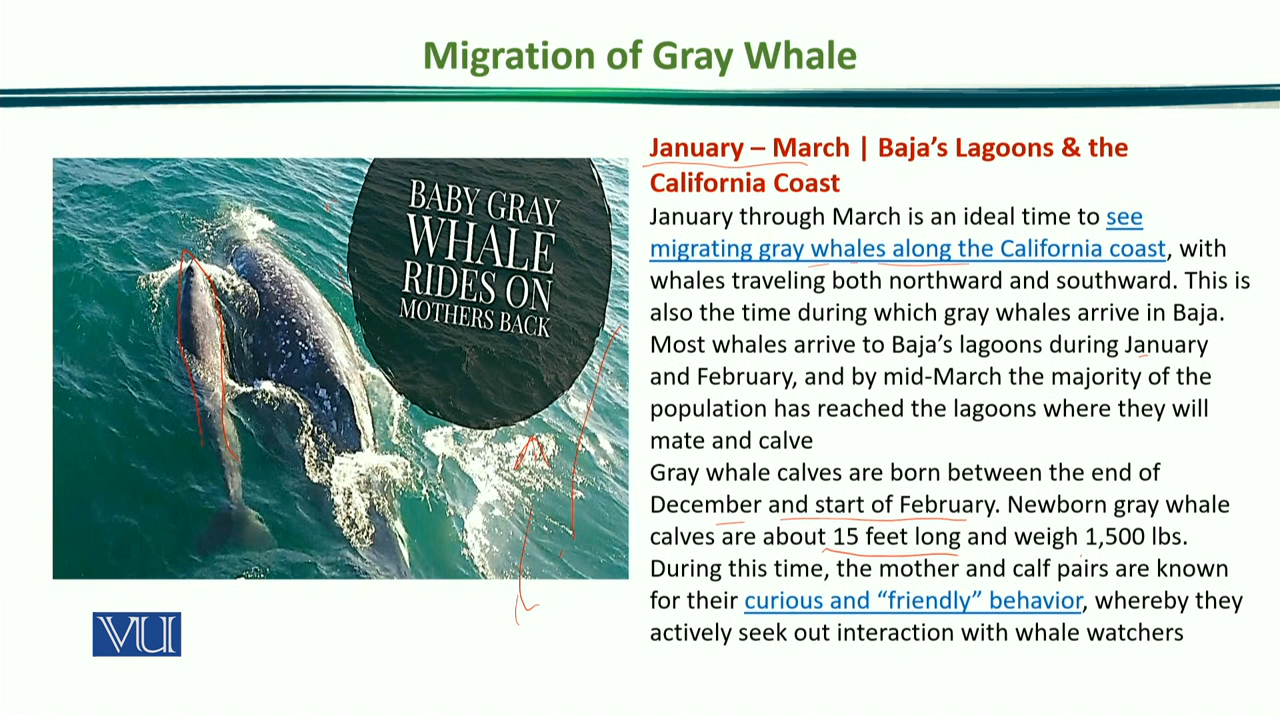 Migration of Gray Whale
BABY GRAY
WHALE
RIDES ON
MOTHERS BACK
January – March | Baja’s Lagoons & the
California Coast
January through March is an ideal time to see
migrating gray whales along the California coast, with
whales traveling both northward and southward. This is
also the time during which gray whales arrive in Baja.
Most whales arrive to Baja’s lagoons during January
and February, and by mid-March the majority of the
population has reached the lagoons where they will
mate and calve
Gray whale calves are born between the end of
December and start of February. Newborn gray whale
calves are about 15 feet long and weigh 1,500 lbs.
During this time, the mother and calf pairs are known
for their curious and “friendly” behavior, whereby they
actively seek out interaction with whale watchers
VU